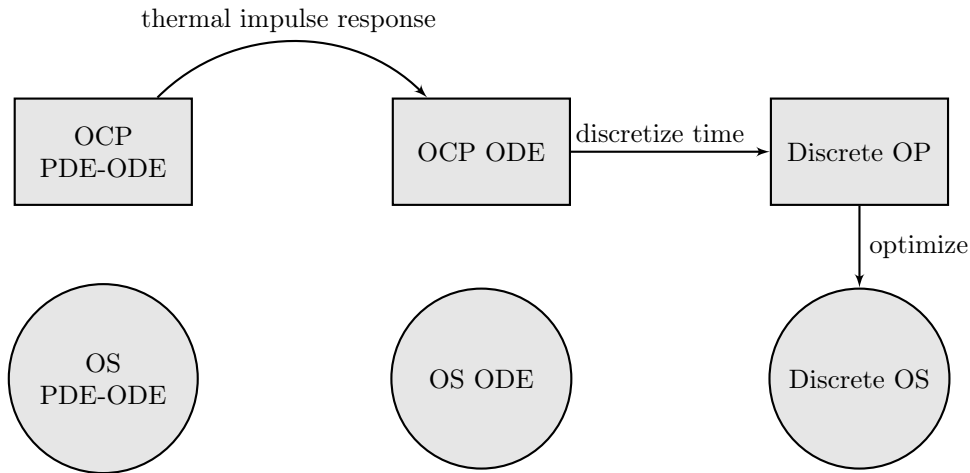 thermal impulse response
OCP
PDE-ODE
OCP ODE
discretize time
Discrete OP
optimize
OS
PDE-ODE
OS ODE
Discrete OS